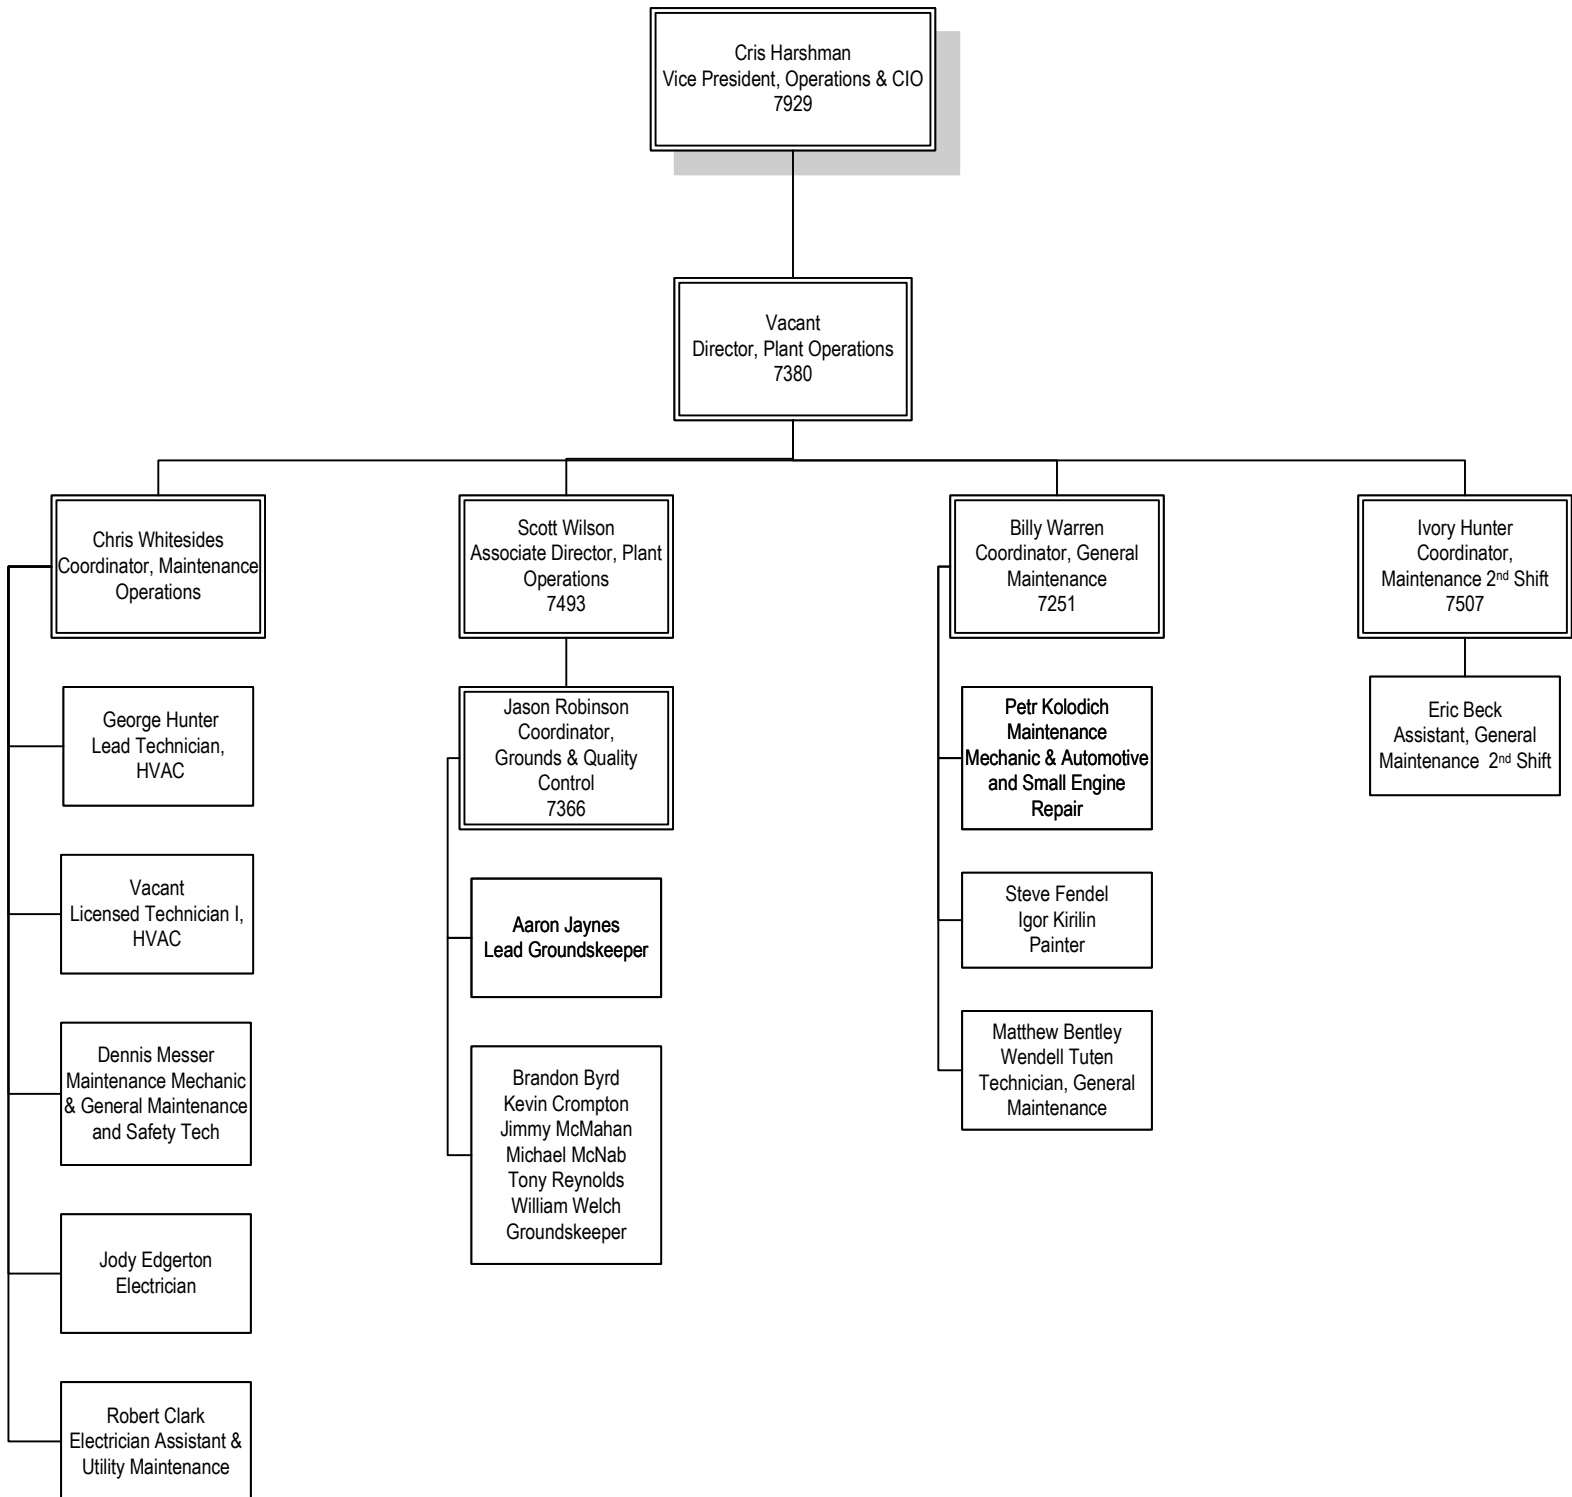 Cris Harshman
Vice President, Operations & CIO
7929
Vacant
Director, Plant Operations
7380
Chris Whitesides
Coordinator, Maintenance
Operations
George Hunter
Lead Technician,
HVAC
Vacant
Licensed Technician I,
HVAC
Dennis Messer
Maintenance Mechanic
& General Maintenance
and Safety Tech
Jody Edgerton
Electrician
Robert Clark
Electrician Assistant &
Utility Maintenance
Scott Wilson
Associate Director, Plant
Operations
7493
Jason Robinson
Coordinator,
Grounds & Quality
Control
7366
Aaron Jaynes
Lead Groundskeeper
Brandon Byrd
Kevin Crompton
Jimmy McMahan
Michael McNab
Tony Reynolds
William Welch
Groundskeeper
Billy Warren
Coordinator, General
Maintenance
7251
Petr Kolodich
Maintenance
Mechanic & Automotive
and Small Engine
Repair
Steve Fendel
Igor Kirilin
Painter
Matthew Bentley
Wendell Tuten
Technician, General
Maintenance
Ivory Hunter
Coordinator,
Maintenance 2nd Shift
7507
Eric Beck
Assistant, General
Maintenance 2nd Shift